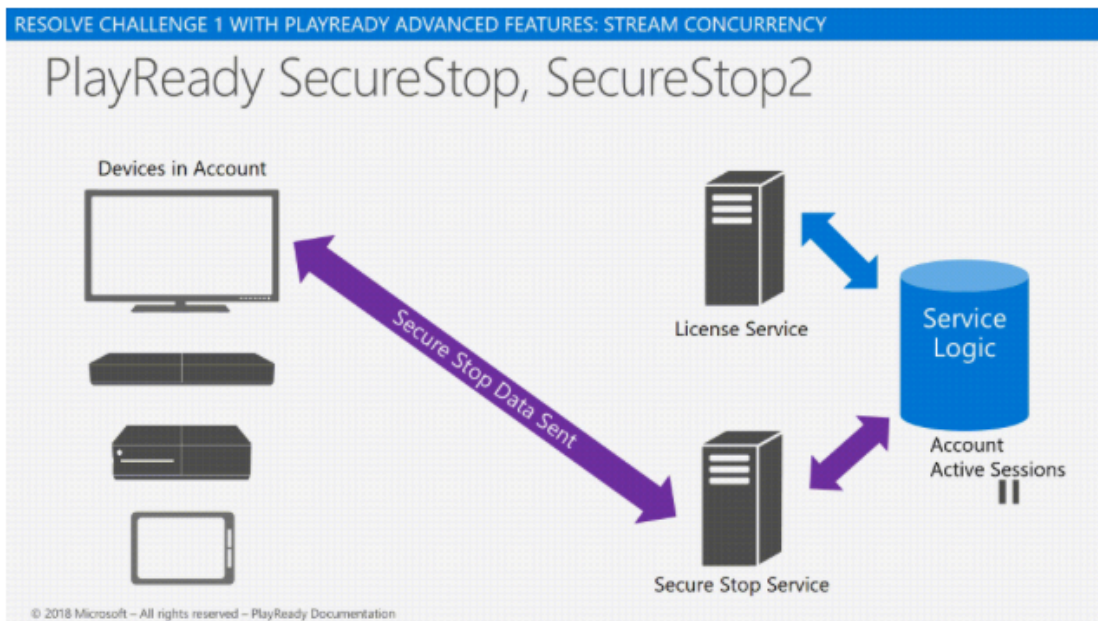 RESOLVE CHALLENGE 1 WITH PLAYREADY ADVANCED FEATURES: STREAM CONCURRENCY
PlayReady SecureStop, SecureStop2
Devices in Account
Secure Stop Data Sent
License Service
Service
Logic
Account
Active Sessions
Secure Stop Service
© 2018 Microsoft – All rights reserved – PlayReady Documentation